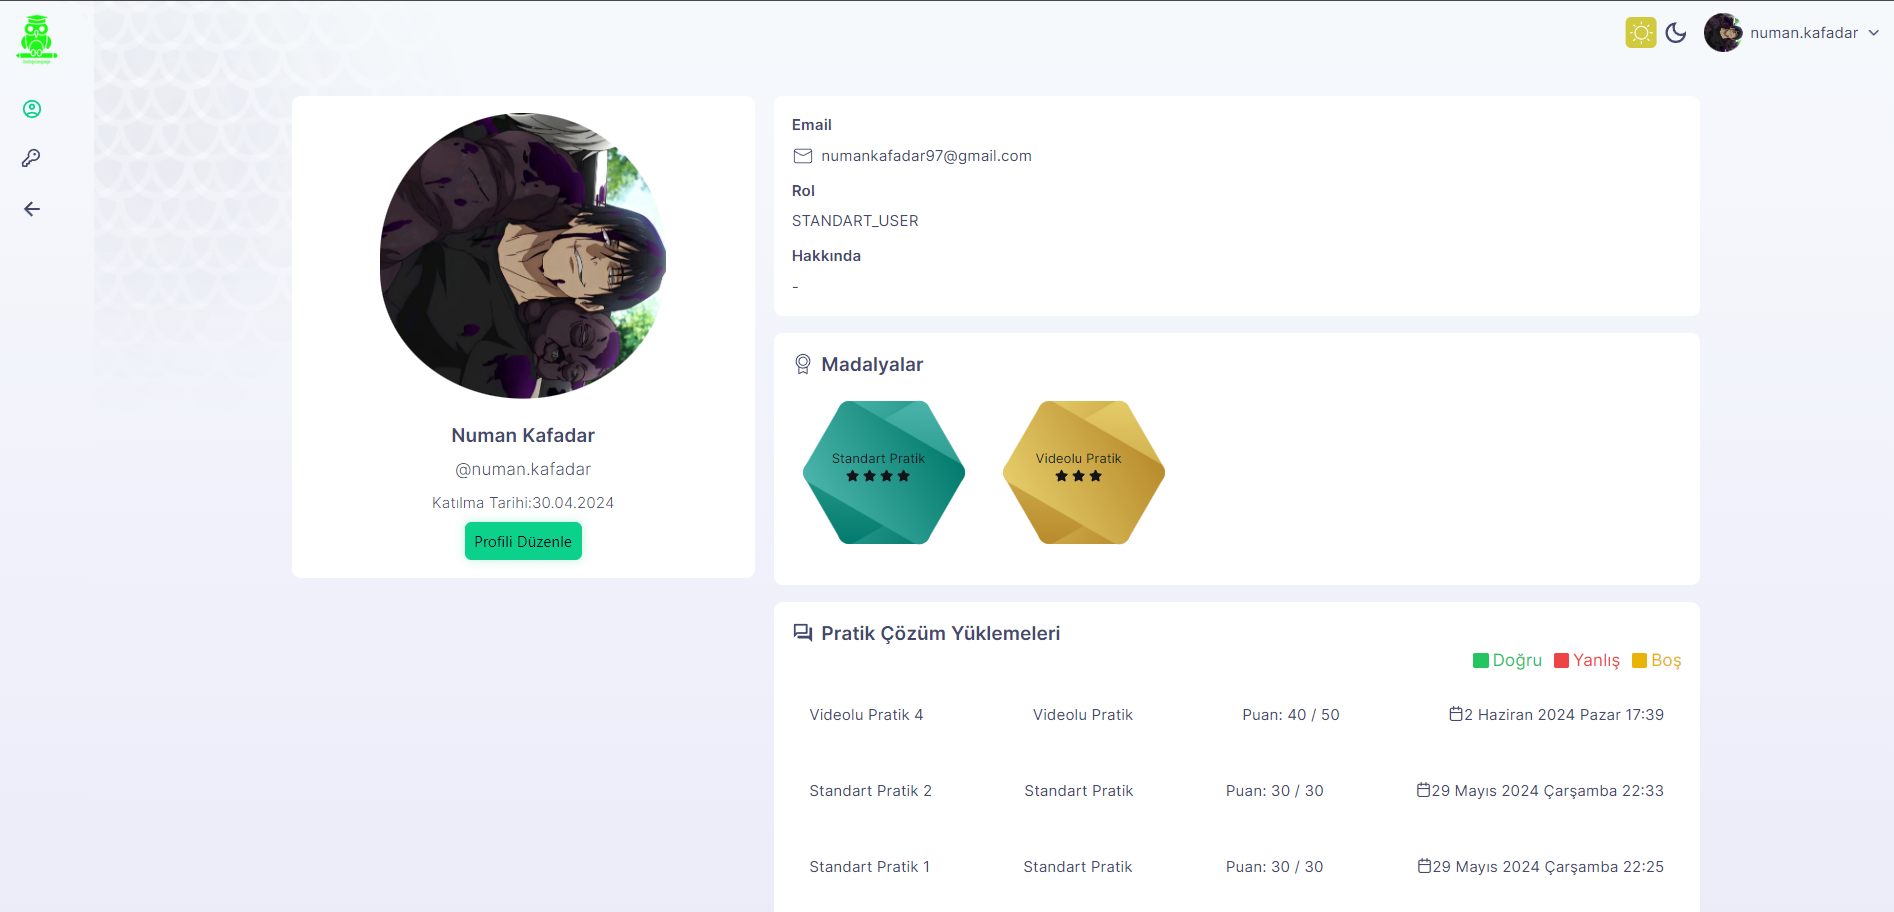 numan.kafadar
Numan Kafadar
@numan.kafadar
Katılma Tarihi:30.04.2024
Profili Düzenle
Email
numankafadar97@gmail.com
Rol
STANDART_USER
Hakkında
-
Madalyalar
Standart Pratik
Videolu Pratik
Pratik Çözüm Yüklemeleri
Doğru Yanlış Boş
Videolu Pratik 4 Videolu Pratik Puan: 40 / 50 2 Haziran 2024 Pazar 17:39
Standart Pratik 2 Standart Pratik Puan: 30 / 30 29 Mayıs 2024 Çarşamba 22:33
Standart Pratik 1 Standart Pratik Puan: 30 / 30 29 Mayıs 2024 Çarşamba 22:25